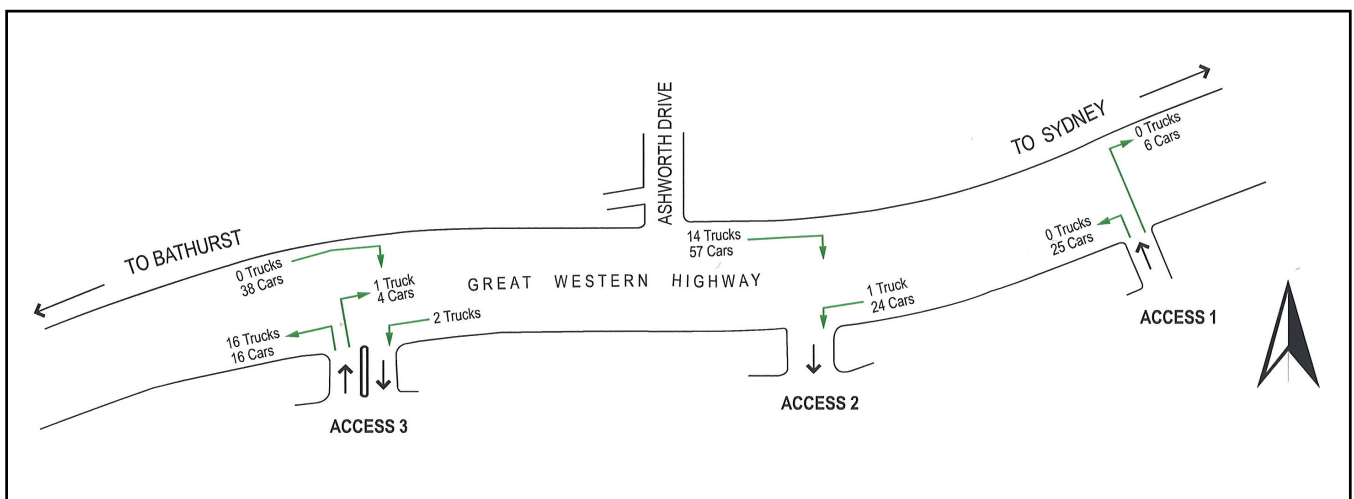 TO SYDNEY
0 Trucks
6 Cars
ASHWORTH DRIVE
TO BATHURST
0 Trucks
38 Cars
14 Trucks
57 Cars
0 Trucks
25 Cars
1 Truck
4 Cars
GREAT WESTERN HIGHWAY
1 Truck
24 Cars
2 Trucks
16 Trucks
16 Cars
ACCESS 1
ACCESS 2
ACCESS 3